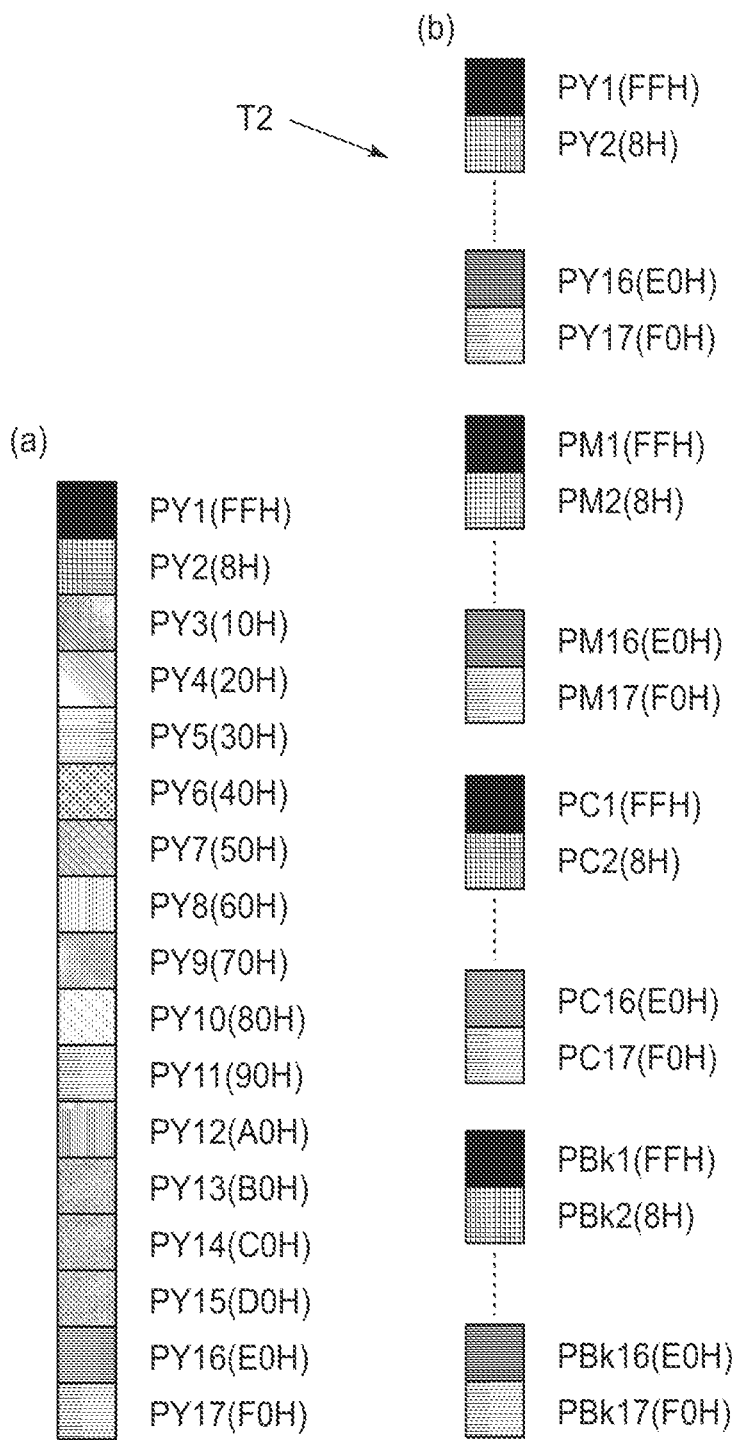 (b)
T2
PY1(FFH)
PY2(8H)
PY16(E0H)
PY17(F0H)
PM1(FFH)
PM2(8H)
PM16(E0H)
PM17(F0H)
PC1(FFH)
PC2(8H)
PC16(E0H)
PC17(F0H)
PBk1(FFH)
PBk2(8H)
PBk16(E0H)
PBk17(F0H)
(a)
PY1(FFH)
PY2(8H)
PY3(10H)
PY4(20H)
PY5(30H)
PY6(40H)
PY7(50H)
PY8(60H)
PY9(70H)
PY10(80H)
PY11(90H)
PY12(A0H)
PY13(B0H)
PY14(C0H)
PY15(D0H)
PY16(E0H)
PY17(F0H)